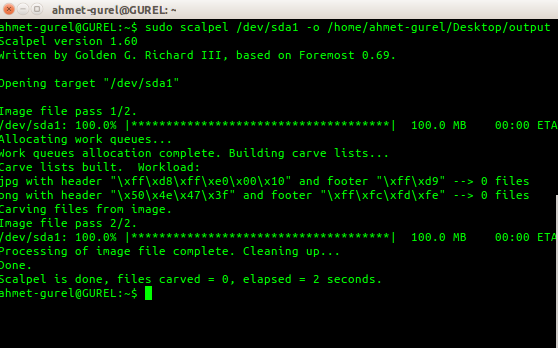 ahmet-gurel@GUREL: ~
ahmet-gurel@GUREL:~$ sudo scalpel /dev/sda1 -o /home/ahmet-gurel/Desktop/output
Scalpel version 1.60
Written by Golden G. Richard III, based on Foremost 0.69.
Opening target "/dev/sda1"
Image file pass 1/2.
/dev/sda1: 100.0% |***************************************| 100.0 MB 00:00 ETA
Allocating work queues...
Work queues allocation complete. Building carve lists...
Carve lists built. Workload:
jpg with header "\xff\xd8\xff\xe0\x00\x10" and footer "\xff\xd9" --> 0 files
png with header "\x50\x4e\x47\x3f" and footer "\xff\xfc\xfd\xfe" --> 0 files
Carving files from image.
Image file pass 2/2.
/dev/sda1: 100.0% |***************************************| 100.0 MB 00:00 ETA
Processing of image file complete. Cleaning up...
Done.
Scalpel is done, files carved = 0, elapsed = 2 seconds.
ahmet-gurel@GUREL:~$